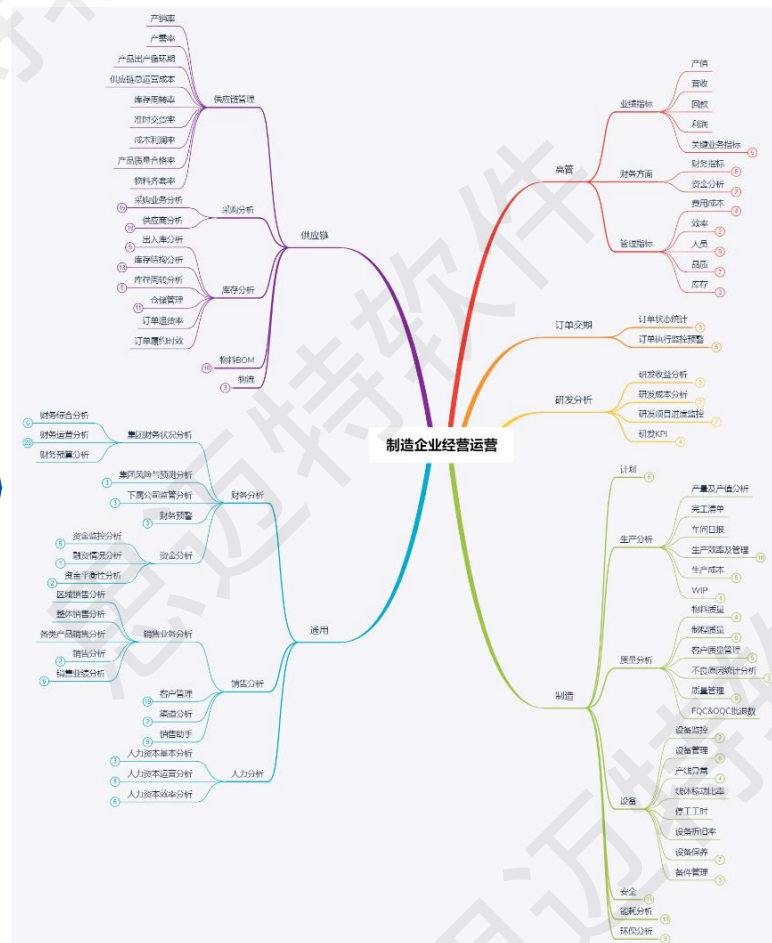 制造企业经营运营
高管
业绩指标
产值
营收
回款
利润
关键业务指标
财务方面
财务指标
资金分析
管理指标
费用成本
效率
人员
品质
库存
订单交期
订单状态统计
订单执行监控预警
研发分析
研发收益分析
研发成本分析
研发项目进度监控
研发KPI
制造
计划
生产分析
产量及产值分析
完工清单
车间日报
生产效率及管理
生产成本
WIP
质量分析
物料质量
制程质量
客户质量管理
不良原因统计分析
质量管理
FQC&OQC批退数
设备
设备监控
设备管理
产线异常
线体移动比率
停工工时
设备折旧率
设备保养
备件管理
安全
能耗分析
环保分析
供应链
供应链管理
产销率
产需率
产品出产循环期
供应链总运营成本
库存周转率
准时交货率
成本利润率
产品质量合格率
物料齐套率
采购分析
采购业务分析
供应商分析
库存分析
出入库分析
库存结构分析
库存周转分析
仓储管理
订单退货率
订单履约时效
物料BOM
物流
通用
财务分析
集团财务状况分析
财务综合分析
财务运营分析
财务预算分析
集团风险与预测分析
下属公司监管分析
财务预警
资金分析
资金监控分析
融资情况分析
资金平衡性分析
销售分析
销售业务分析
区域销售分析
整体销售分析
各类产品销售分析
销售分析
销售业绩分析
客户管理
渠道分析
销售助手
人力分析
人力资本基本分析
人力资本运营分析
人力资本效率分析
思迈特软件